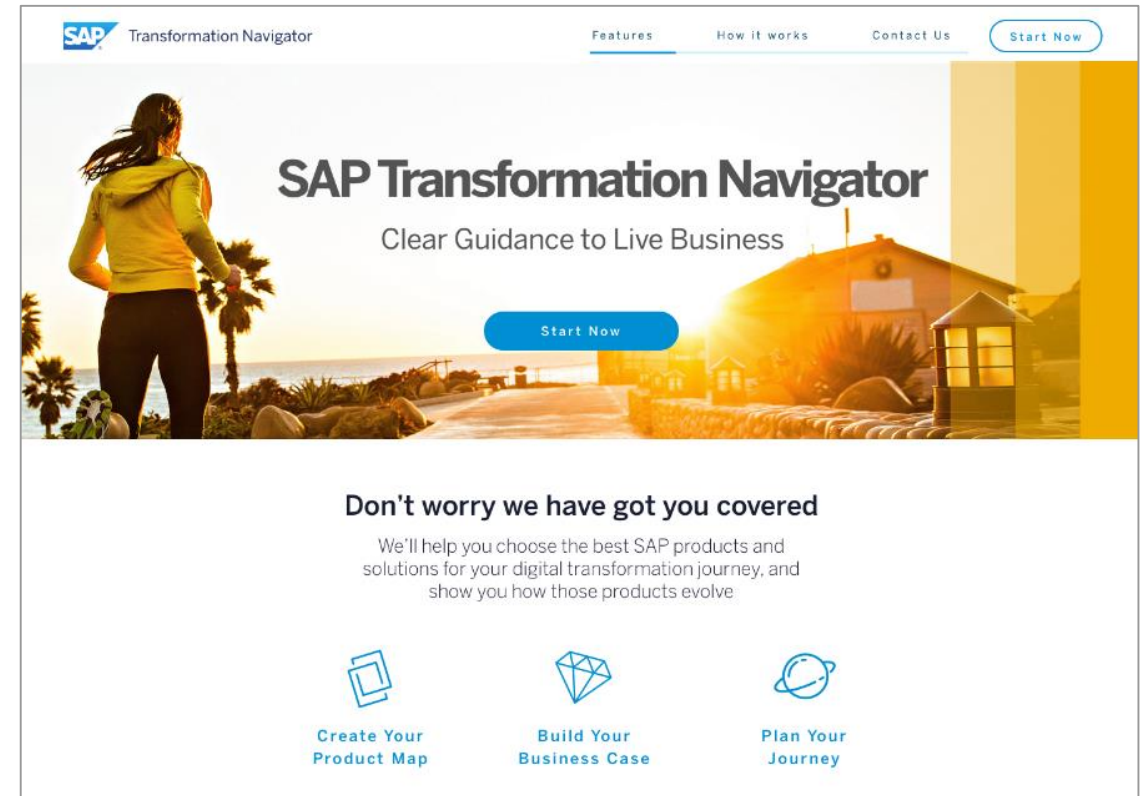 SAP Transformation Navigator
Features How it works Contact Us Start Now
SAP Transformation Navigator
Clear Guidance to Live Business
Start Now
Don't worry we have got you covered
We'll help you choose the best SAP products and
solutions for your digital transformation journey, and
show you how those products evolve
Create Your
Product Map
Build Your
Business Case
Plan Your
Journey